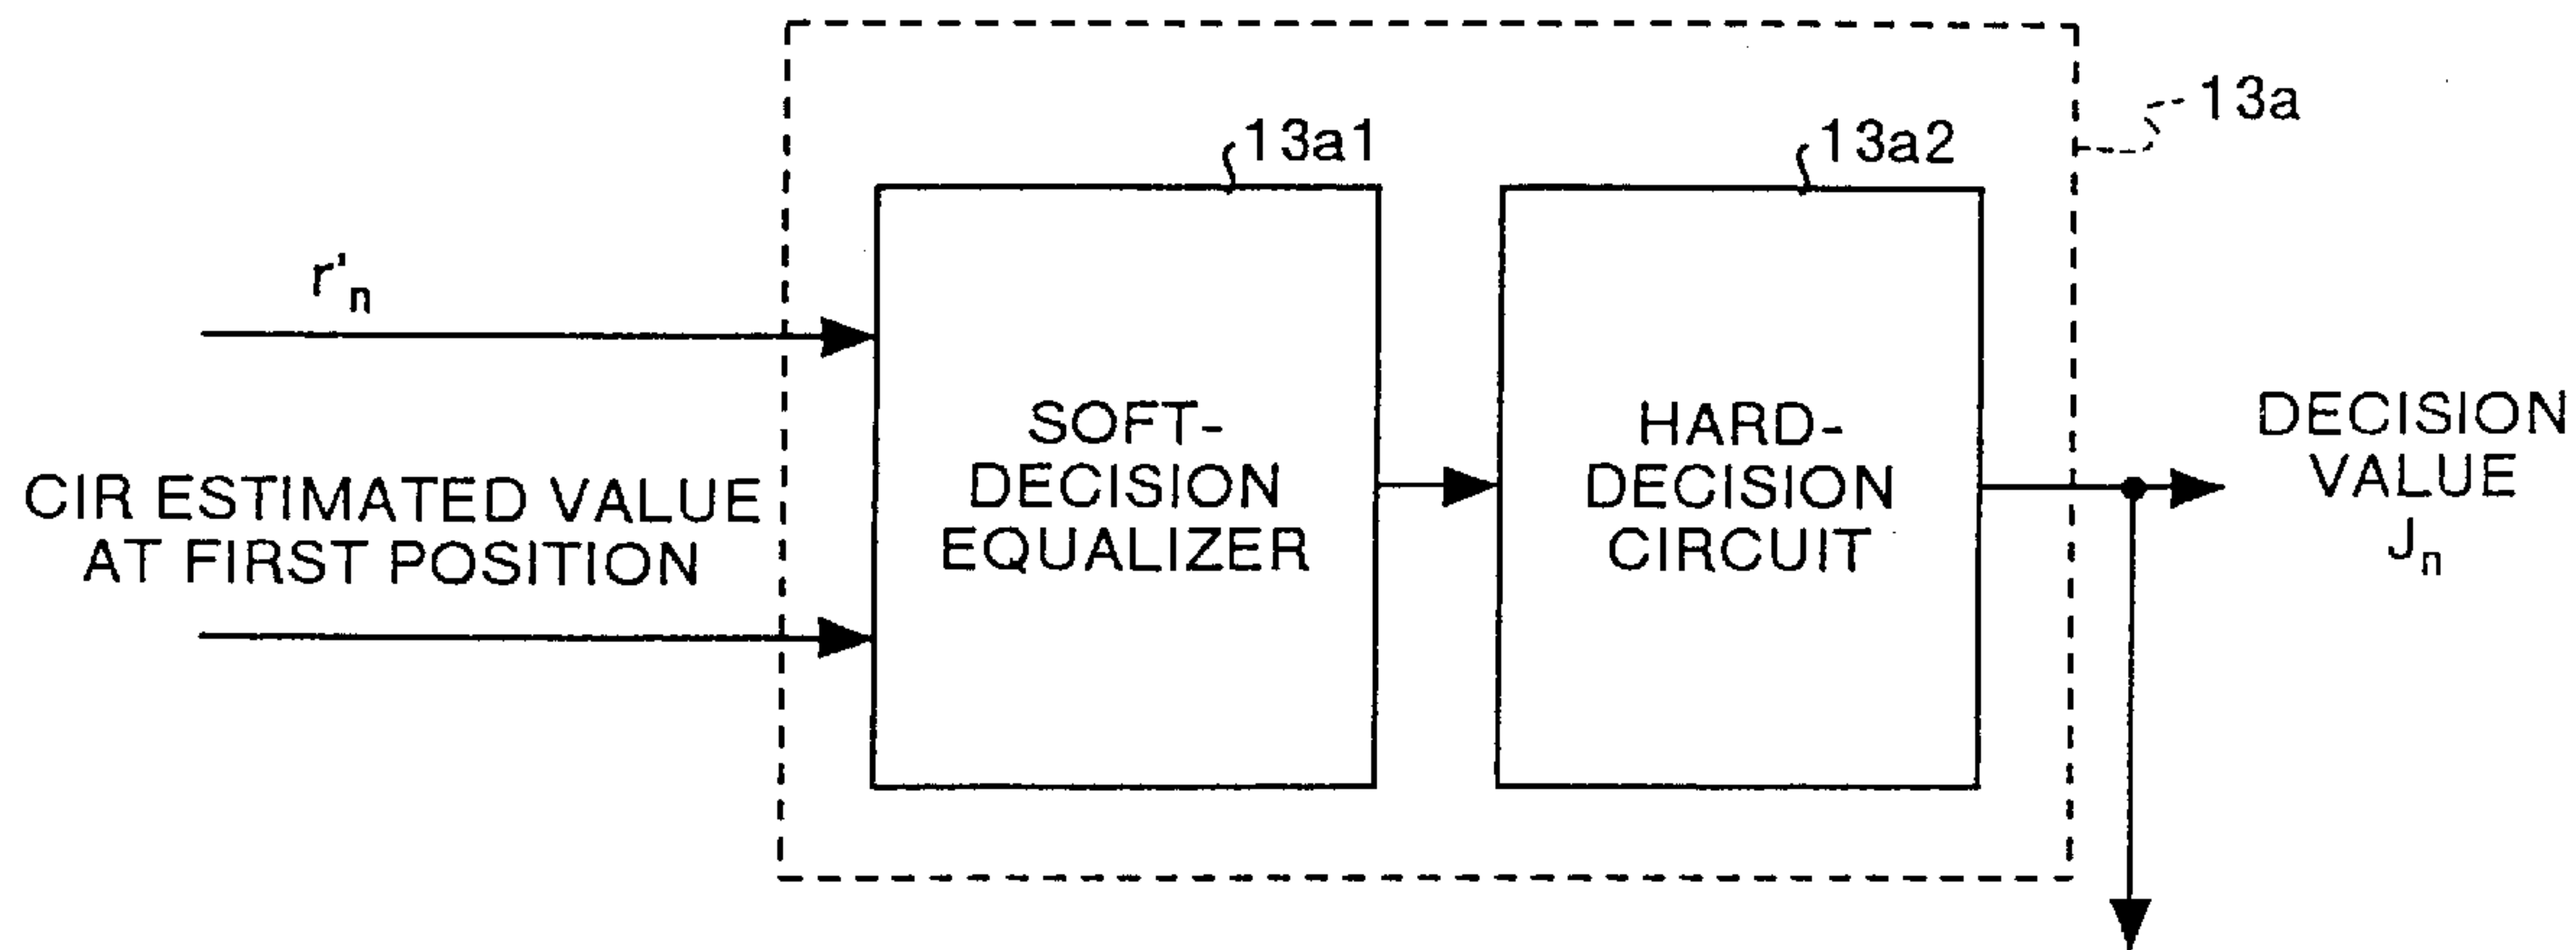 13a
13a1
13a2
r'n
SOFT-
DECISION
EQUALIZER
HARD-
DECISION
CIRCUIT
CIR ESTIMATED VALUE
AT FIRST POSITION
DECISION
VALUE
Jn